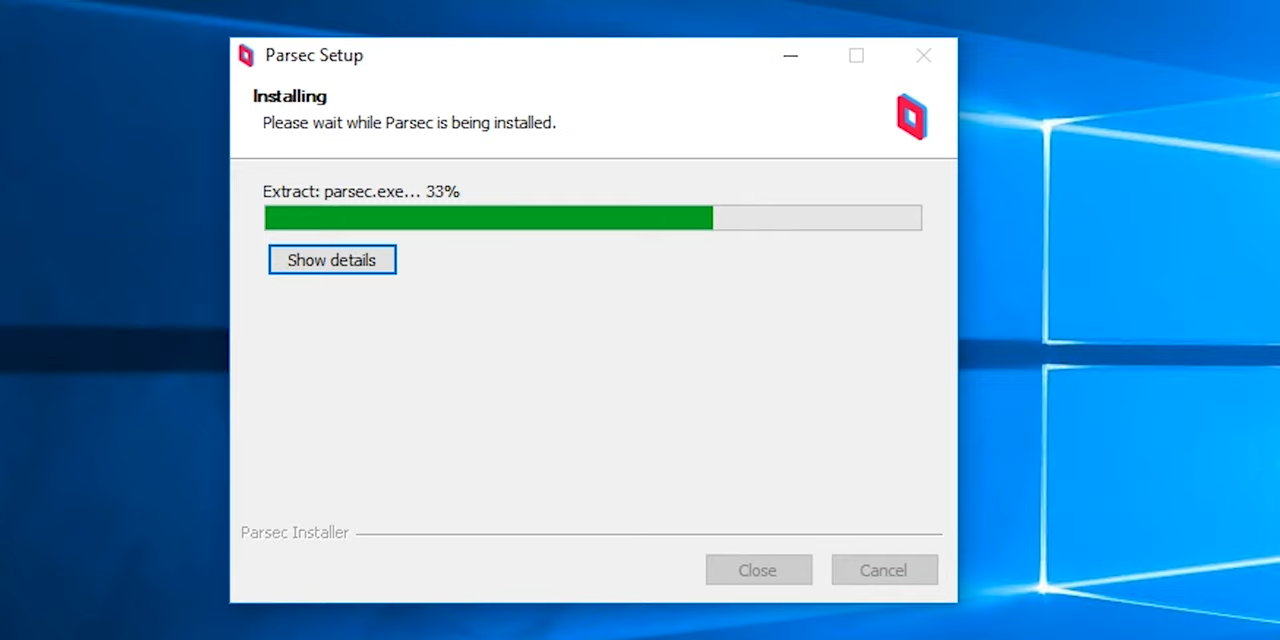 Parsec Setup
Installing
Please wait while Parsec is being installed.
Extract: parsec.exe... 33%
Show details
Parsec Installer
Close
Cancel